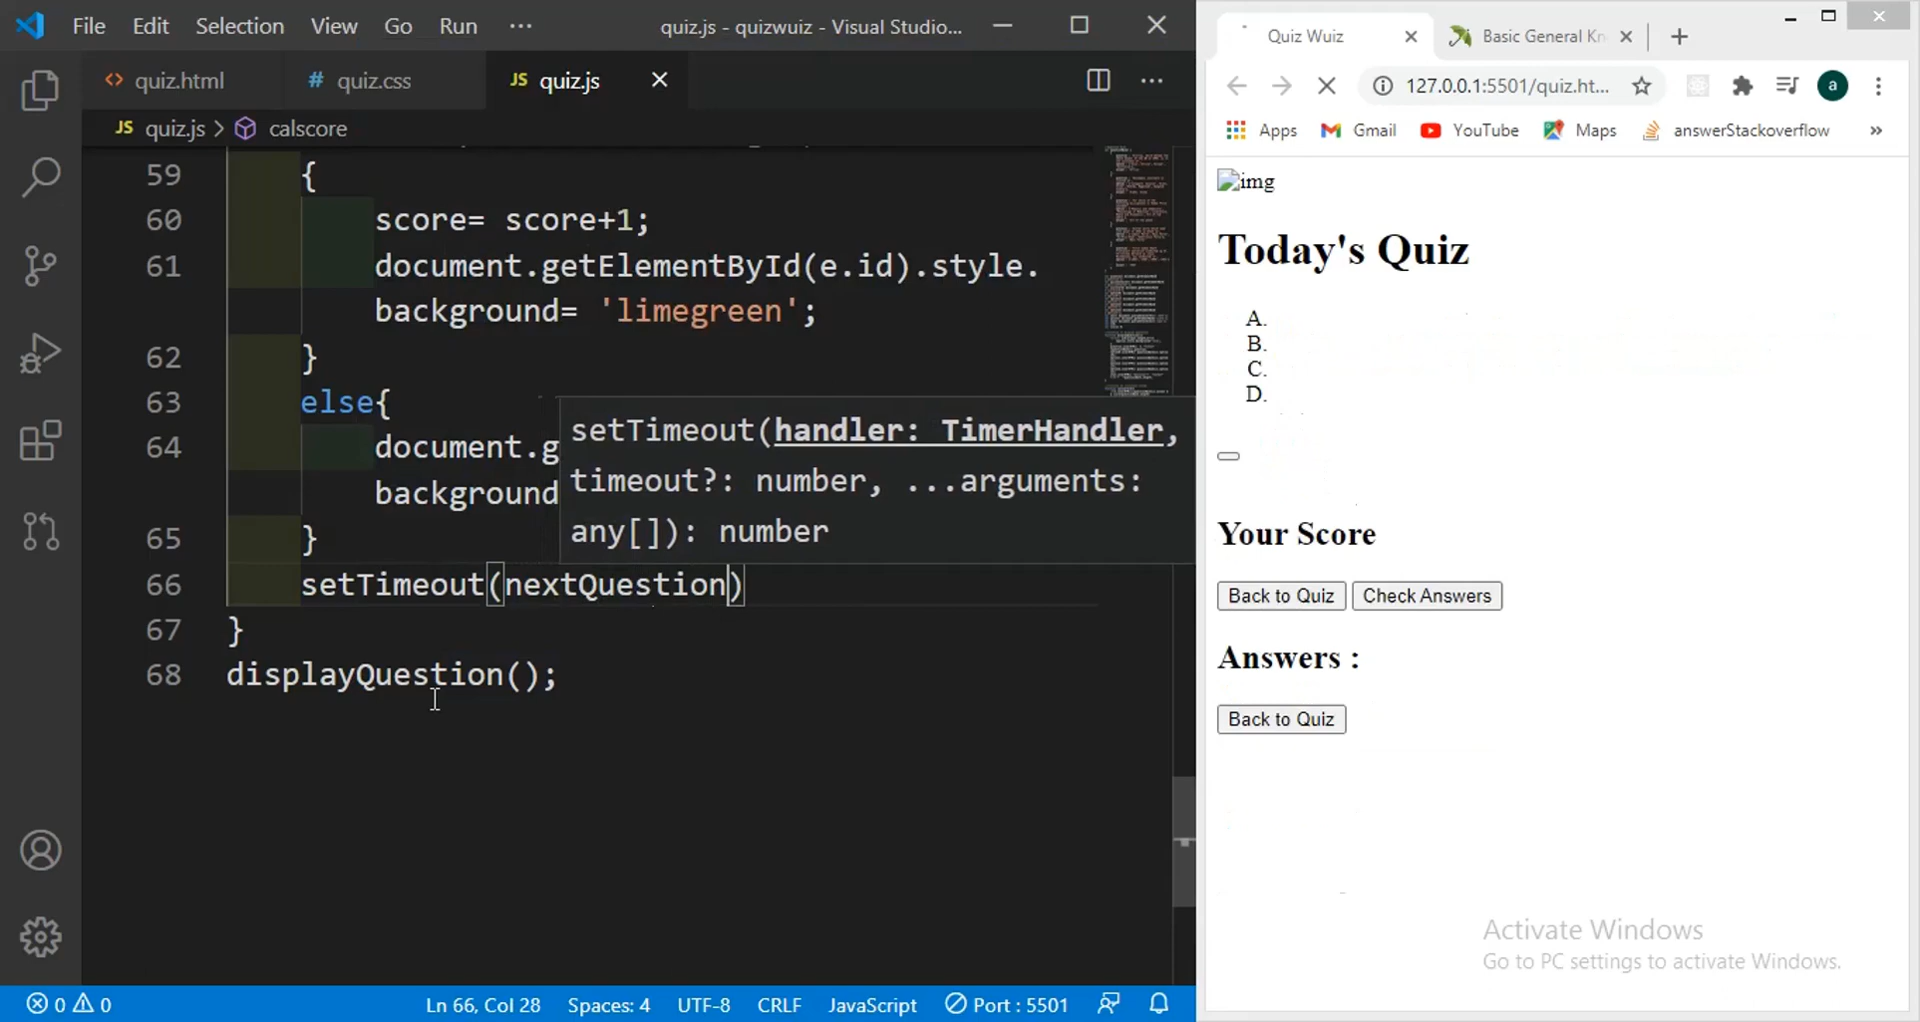 File Edit Selection View Go Run ··· quiz.js - quizwuiz - Visual Studio...
quiz.html quiz.css JS quiz.js
JS quiz.js > calscore
59 {
60 score= score+1;
61 document.getElementById(e.id).style.
background= 'limegreen';
62 }
63 else{
64 document.g
background
65 }
66 setTimeout(nextQuestion)
67 }
68 displayQuestion();
setTimeout(handler: TimerHandler,
timeout?: number, ...arguments:
any[]): number
0 0 Ln 66, Col 28 Spaces: 4 UTF-8 CRLF JavaScript Port : 5501
Quiz Wuiz Basic General Kn
127.0.0.1:5501/quiz.ht... a
Apps Gmail YouTube Maps answerStackoverflow »
img
Today's Quiz
A.
B.
C.
D.
Your Score
Back to Quiz Check Answers
Answers :
Back to Quiz
Activate Windows
Go to PC settings to activate Windows.